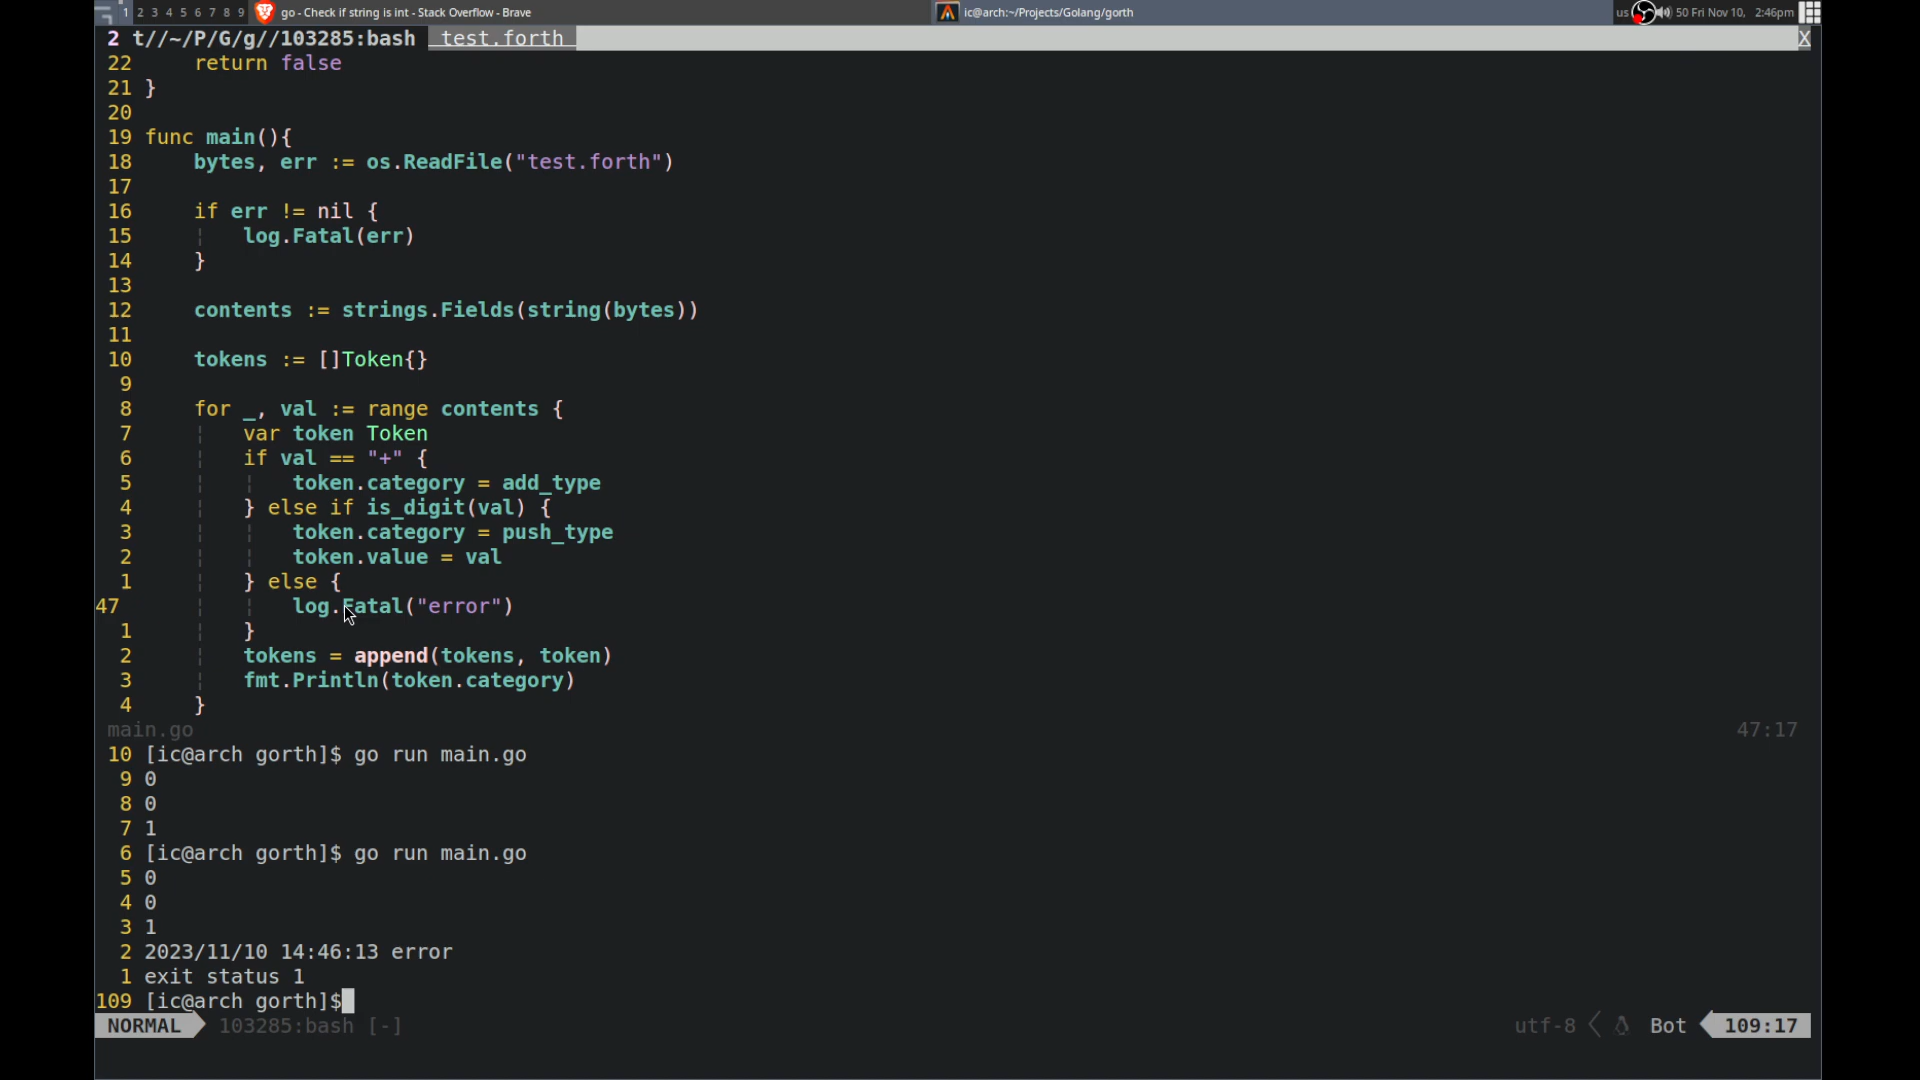 1 2 3 4 5 6 7 8 9 go - Check if string is int - Stack Overflow - Brave ic@arch:~/Projects/Golang/gorth us 50 Fri Nov 10, 2:46pm
2 t//~/P/G/g//103285:bash test.forth X
22 return false
21 }
20
19 func main(){
18 bytes, err := os.ReadFile("test.forth")
17
16 if err != nil {
15 log.Fatal(err)
14 }
13
12 contents := strings.Fields(string(bytes))
11
10 tokens := []Token{}
9
8 for _, val := range contents {
7 var token Token
6 if val == "+" {
5 token.category = add_type
4 } else if is_digit(val) {
3 token.category = push_type
2 token.value = val
1 } else {
47 log.Fatal("error")
1 }
2 tokens = append(tokens, token)
3 fmt.Println(token.category)
4 }
main.go 47:17
10 [ic@arch gorth]$ go run main.go
9 0
8 0
7 1
6 [ic@arch gorth]$ go run main.go
5 0
4 0
3 1
2 2023/11/10 14:46:13 error
1 exit status 1
109 [ic@arch gorth]$
NORMAL 103285:bash [-] utf-8 Bot 109:17